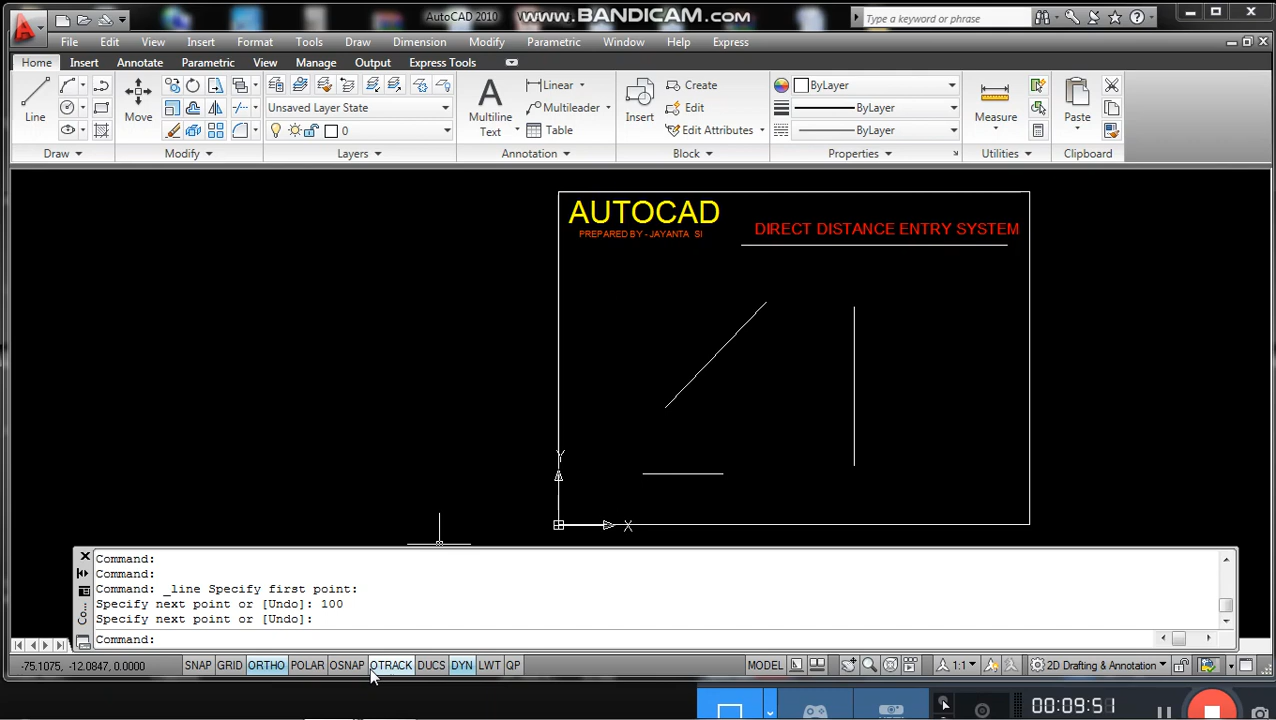 AutoCAD 2010
www.BANDICAM.com
Type a keyword or phrase
File Edit View Insert Format Tools Draw Dimension Modify Parametric Window Help Express
Home Insert Annotate Parametric View Manage Output Express Tools
Line
Move
Unsaved Layer State
0
Multiline Text
Linear
Multileader
Table
Insert
Create
Edit
Edit Attributes
ByLayer
ByLayer
ByLayer
Measure
Paste
Draw Modify Layers Annotation Block Properties Utilities Clipboard
AUTOCAD
PREPARED BY - JAYANTA SI
DIRECT DISTANCE ENTRY SYSTEM
Y
X
Command:
Command:
Command: _line Specify first point:
Specify next point or [Undo]: 100
Specify next point or [Undo]:
Command:
Co...
-75.1075, -12.0847, 0.0000 SNAP GRID ORTHO POLAR OSNAP OTRACK DUCS DYN LWT QP MODEL 1:1 2D Drafting & Annotation
00:09:51